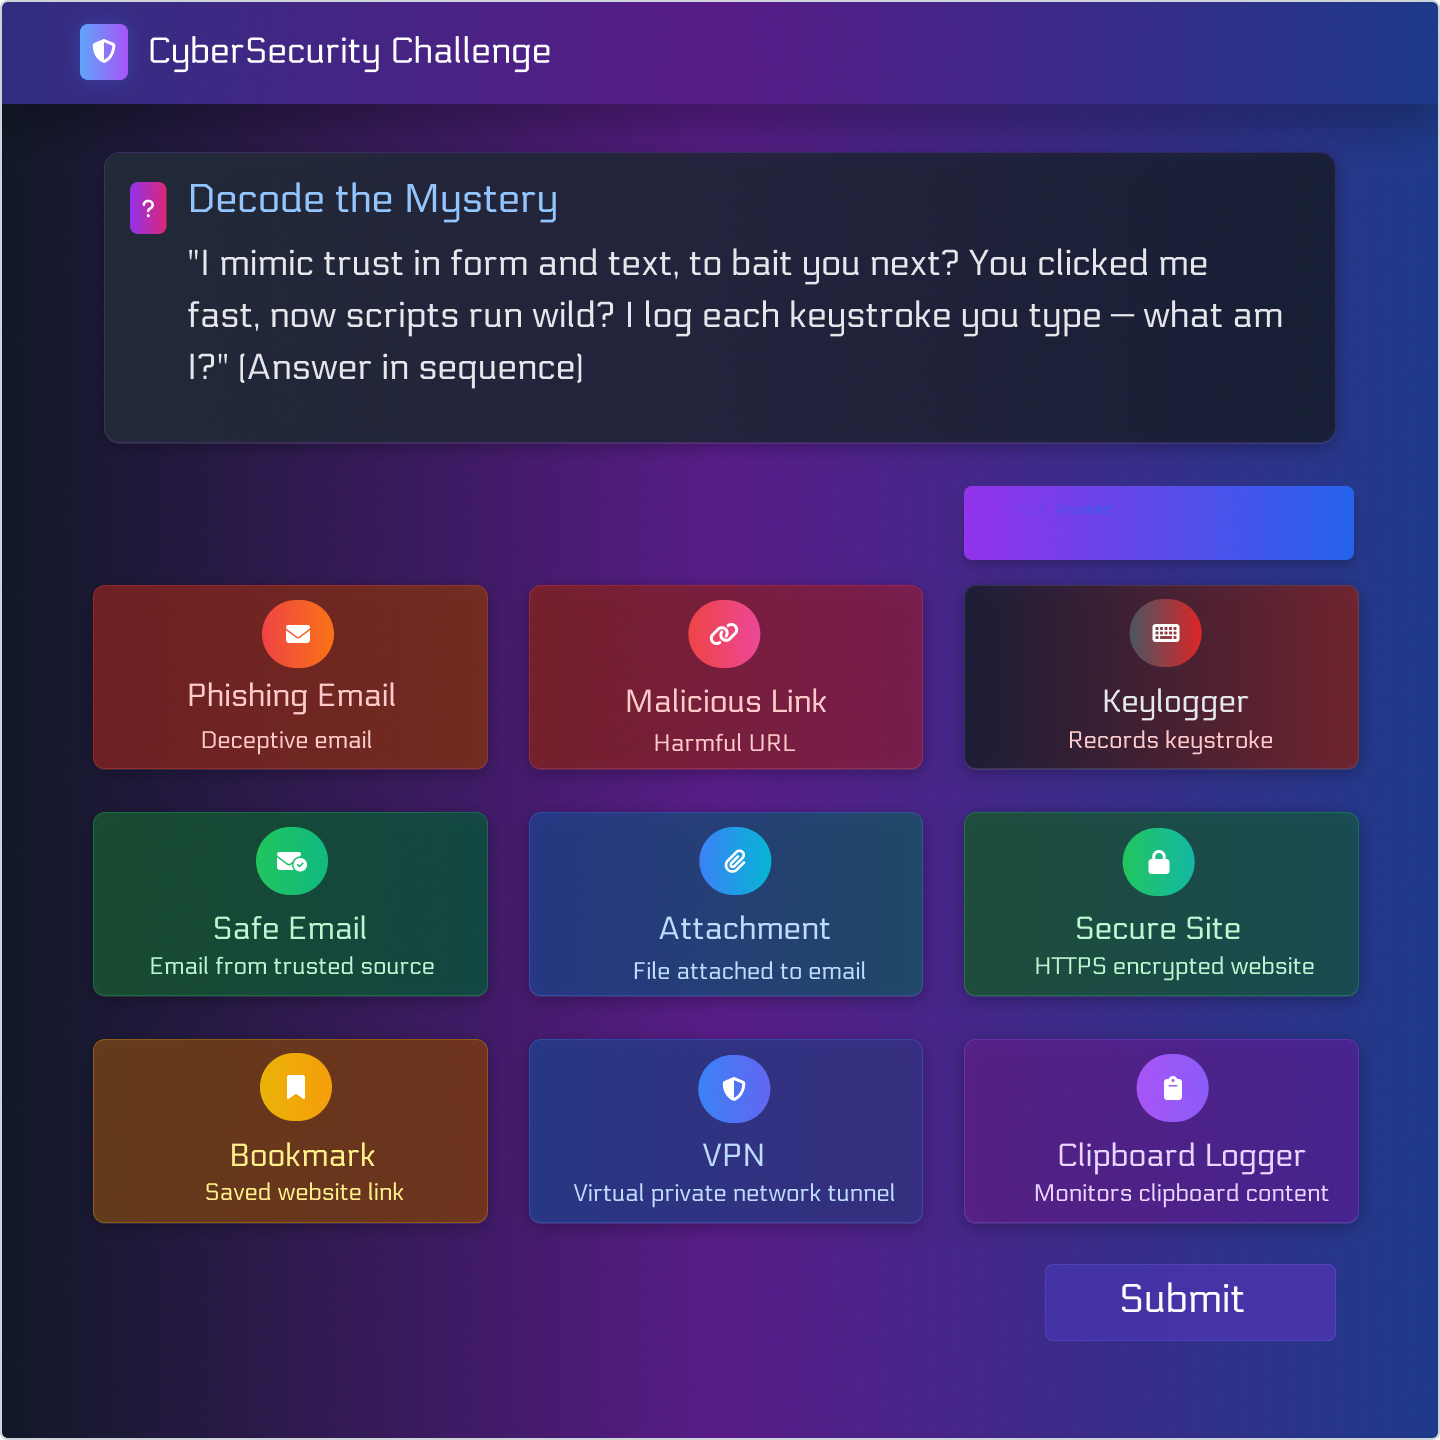 CyberSecurity Challenge
?
Decode the Mystery
"I mimic trust in form and text, to bait you next? You clicked me
fast, now scripts run wild? I log each keystroke you type — what am
I?" (Answer in sequence)
Phishing Email
Deceptive email
Malicious Link
Harmful URL
Keylogger
Records keystroke
Safe Email
Email from trusted source
Attachment
File attached to email
Secure Site
HTTPS encrypted website
Bookmark
Saved website link
VPN
Virtual private network tunnel
Clipboard Logger
Monitors clipboard content
Submit